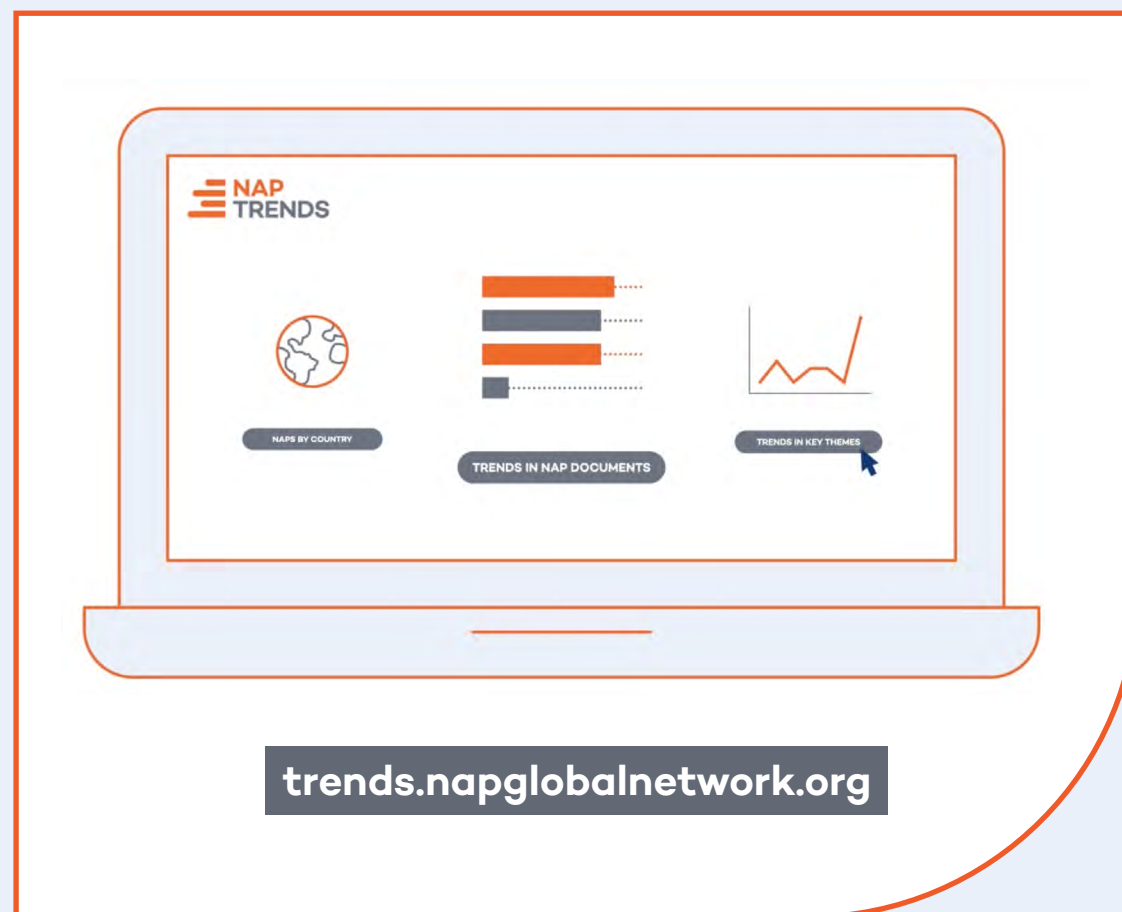 NAP
TRENDS
NAPS BY COUNTRY
TRENDS IN NAP DOCUMENTS
TRENDS IN KEY THEMES
trends.napglobalnetwork.org